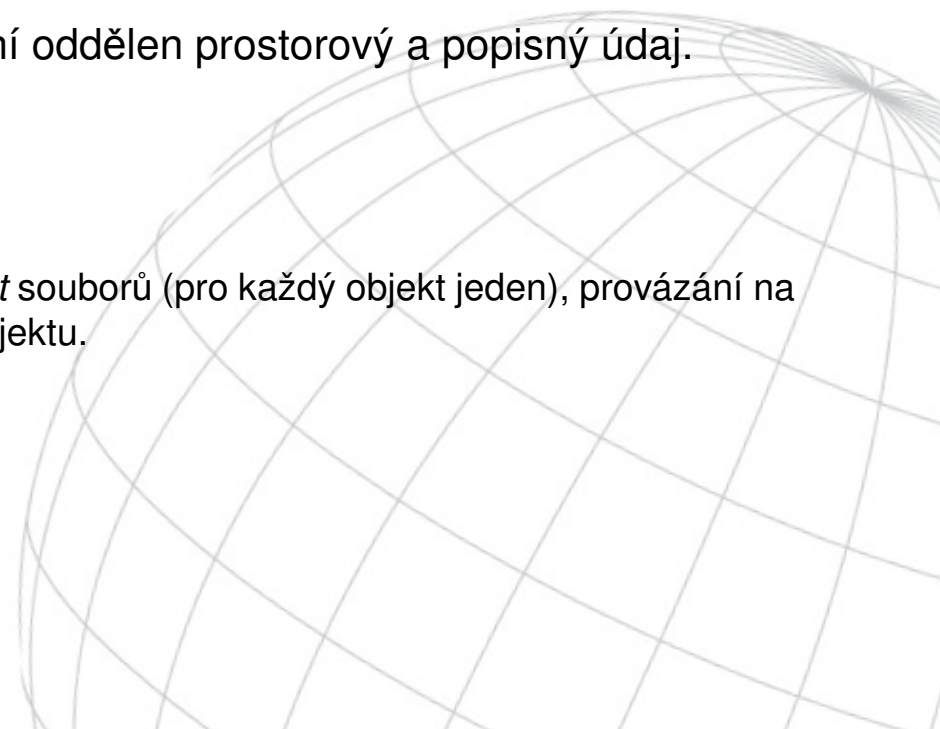 ní oddělen prostorový a popisný údaj.
t souborů (pro každý objekt jeden), provázání na
jektu.